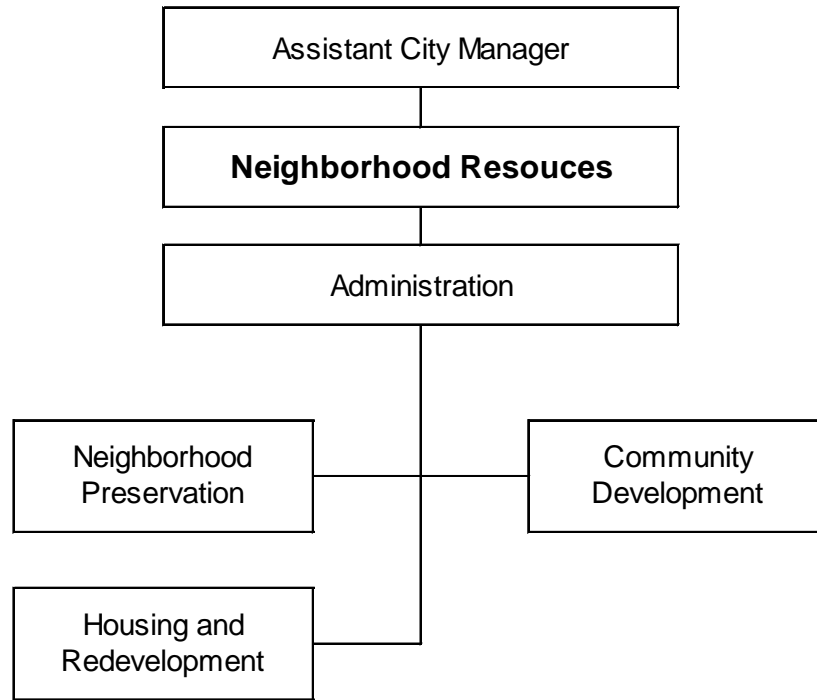 Assistant City Manager
Neighborhood Resouces
Administration
Neighborhood
Preservation
Community
Development
Housing and
Redevelopment